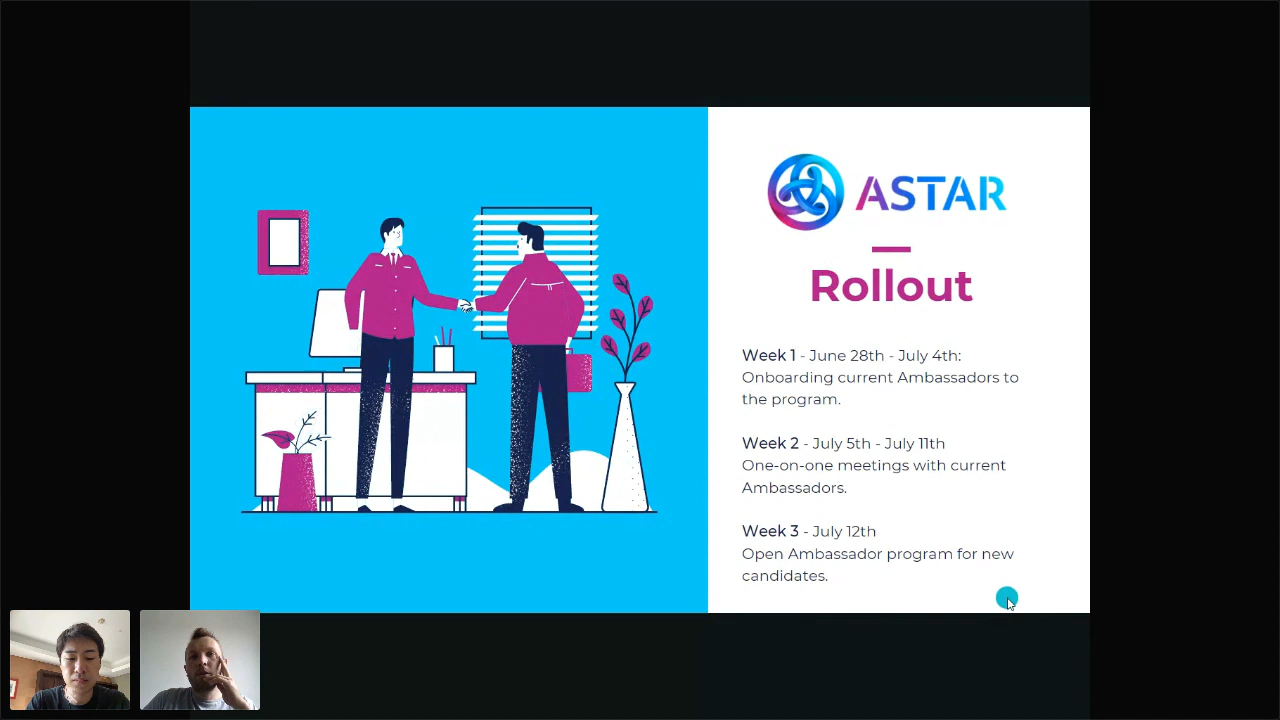 ASTAR
Rollout
Week 1 - June 28th - July 4th:
Onboarding current Ambassadors to
the program.
Week 2 - July 5th - July 11th
One-on-one meetings with current
Ambassadors.
Week 3 - July 12th
Open Ambassador program for new
candidates.